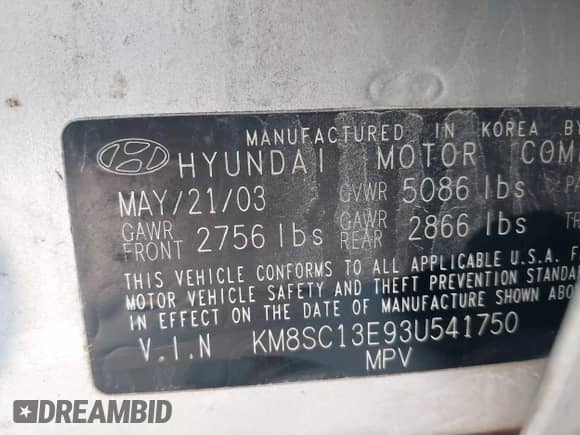 MANUFACTURED IN KOREA BY
HYUNDAI MOTOR COM
MAY/21/03 GVWR 5086 lbs PA
GAWR FRONT 2756 lbs GAWR REAR 2866 lbs TR
THIS VEHICLE CONFORMS TO ALL APPLICABLE U.S.A. F
MOTOR VEHICLE SAFETY AND THEFT PREVENTION STANDA
IN EFFECT ON THE DATE OF MANUFACTURE SHOWN ABO
V.I.N KM8SC13E93U541750
MPV
DREAMBID